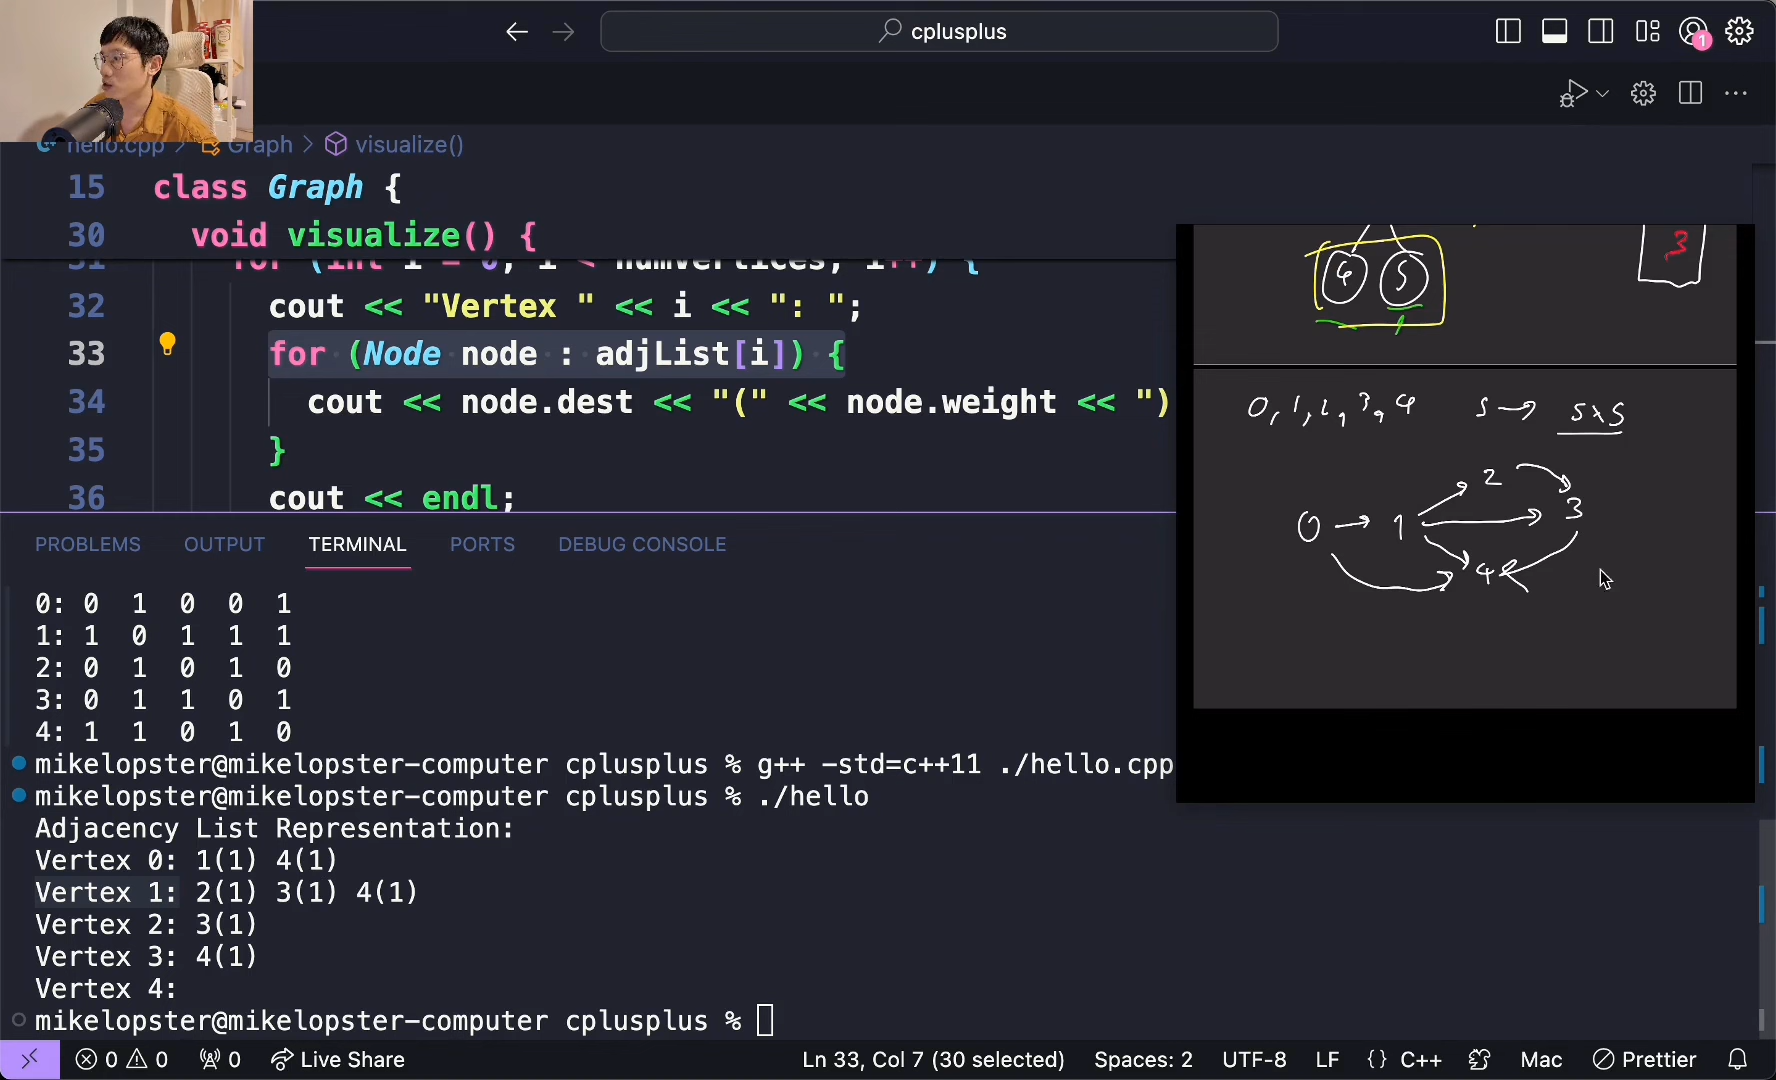 cplusplus
1
hello.cpp > Graph > visualize()
15 class Graph {
30 void visualize() {
31 for (int i = 0; i < numVertices; i++) {
32 cout << "Vertex " << i << ": ";
33 for (Node node : adjList[i]) {
34 cout << node.dest << "(" << node.weight << ")
35 }
36 cout << endl;
3
4 5
0, 1, 2, 3, 4 5 → 5x5
2
3
0 → 1
4
PROBLEMS OUTPUT TERMINAL PORTS DEBUG CONSOLE
0: 0 1 0 0 1
1: 1 0 1 1 1
2: 0 1 0 1 0
3: 0 1 1 0 1
4: 1 1 0 1 0
mikelopster@mikelopster-computer cplusplus % g++ -std=c++11 ./hello.cpp
mikelopster@mikelopster-computer cplusplus % ./hello
Adjacency List Representation:
Vertex 0: 1(1) 4(1)
Vertex 1: 2(1) 3(1) 4(1)
Vertex 2: 3(1)
Vertex 3: 4(1)
Vertex 4:
mikelopster@mikelopster-computer cplusplus %
0 0 0 Live Share Ln 33, Col 7 (30 selected) Spaces: 2 UTF-8 LF {} C++ Mac Prettier